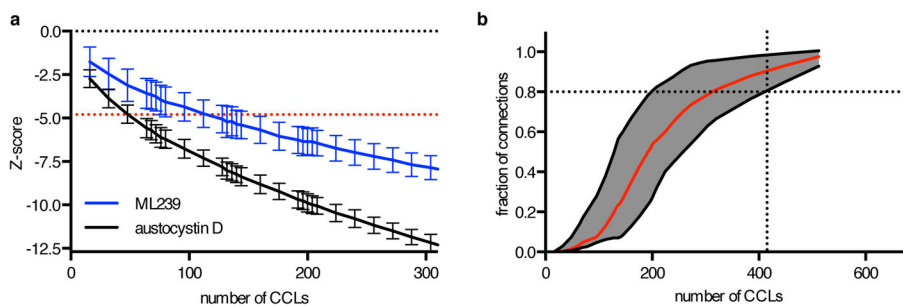 a
0.0
-2.5
-5.0
-7.5
-10.0
-12.5
Z-score
ML239
austocystin D
0 100 200 300
number of CCLs
b
1.0
0.8
0.6
0.4
0.2
0.0
fraction of connections
0 200 400 600
number of CCLs